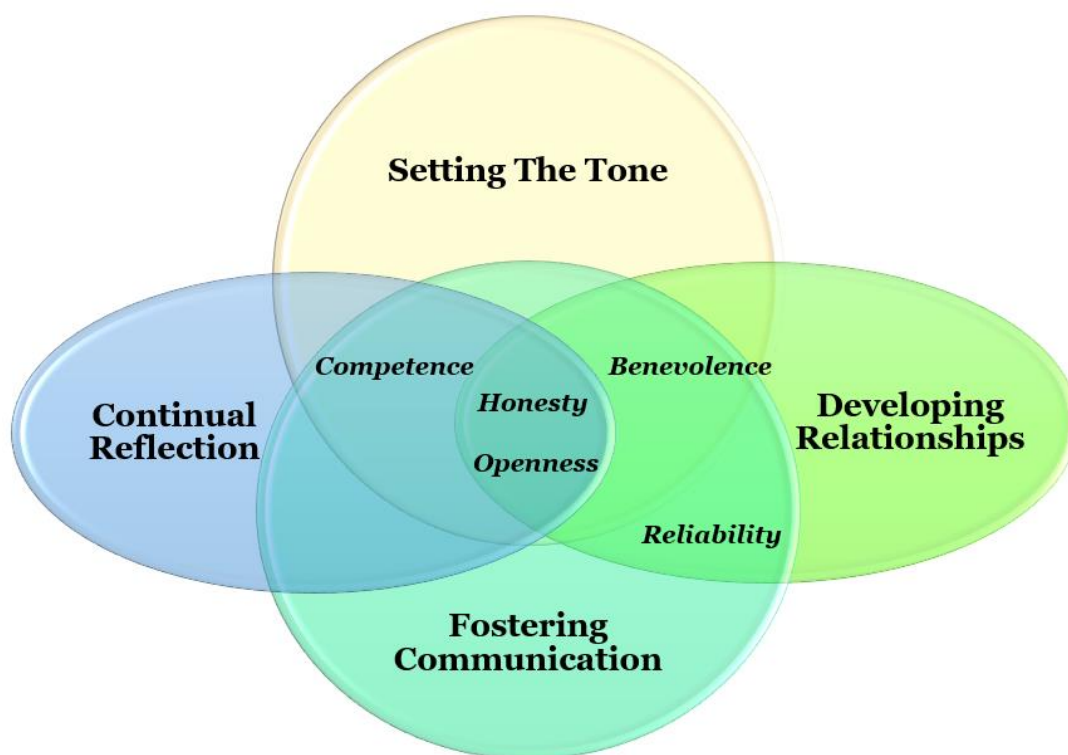 Setting The Tone
Competence
Benevolence
Honesty
Openness
Continual
Reflection
Developing
Relationships
Reliability
Fostering
Communication